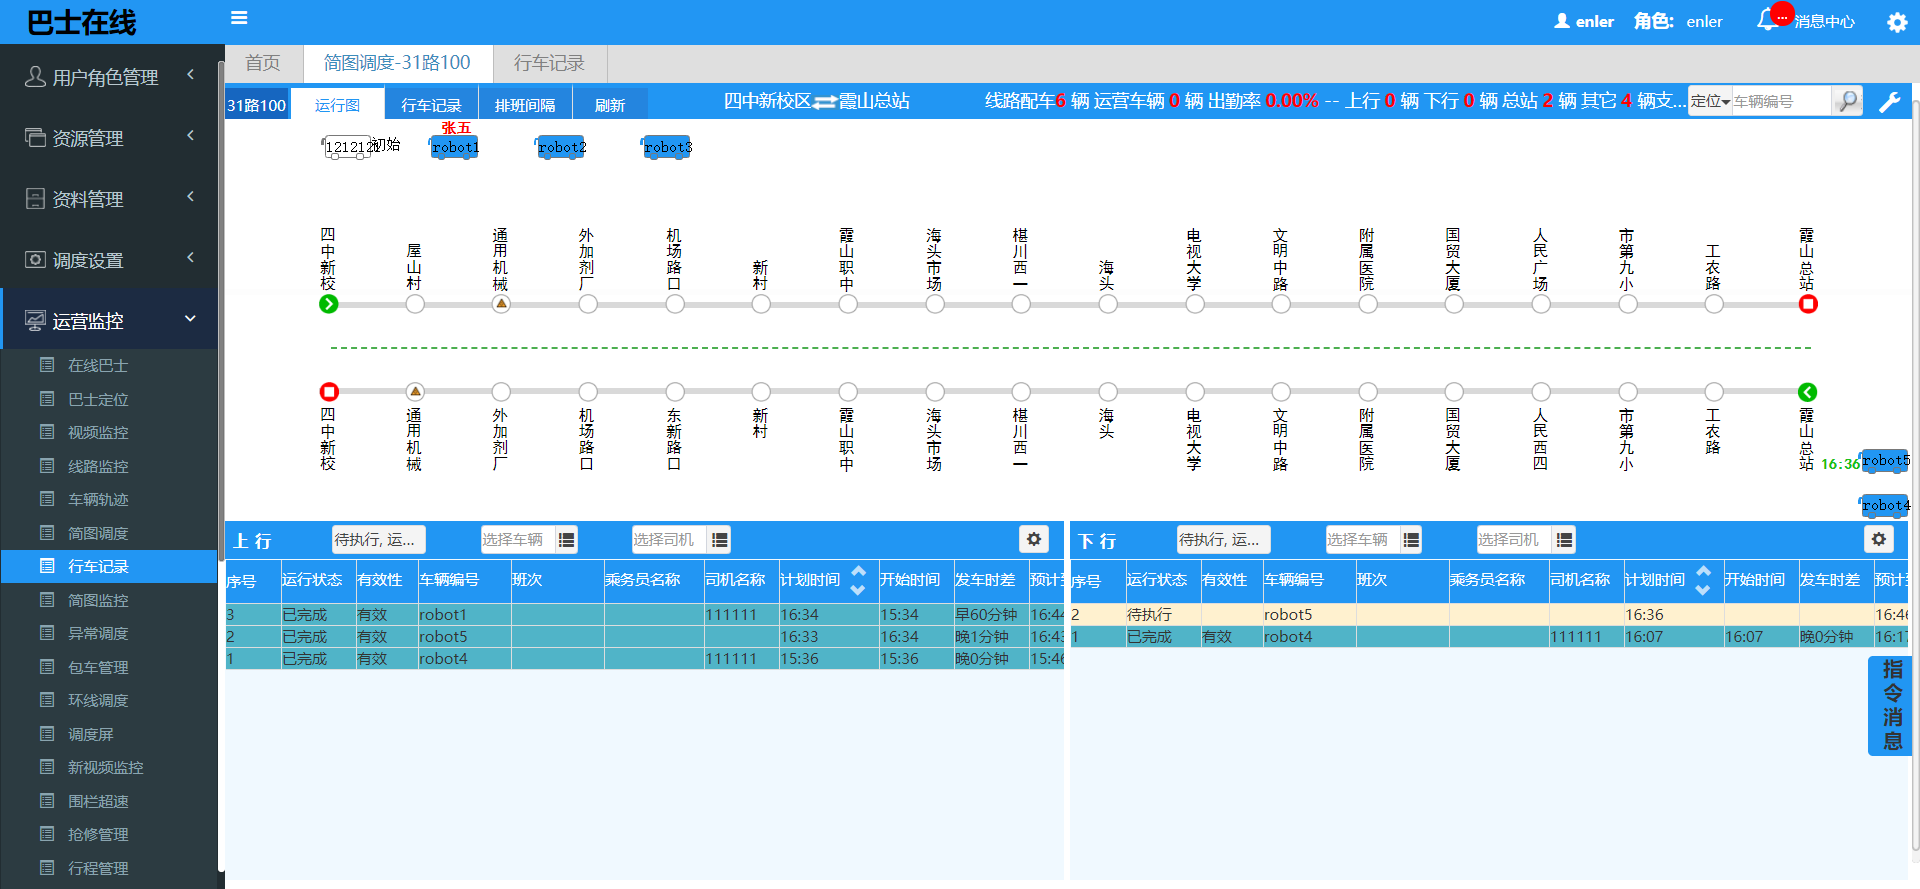 巴士在线
enler 角色: enler ... 消息中心
用户角色管理
资源管理
资料管理
调度设置
运营监控
在线巴士
巴士定位
视频监控
线路监控
车辆轨迹
简图调度
行车记录
简图监控
异常调度
包车管理
环线调度
调度屏
新视频监控
围栏超速
抢修管理
行程管理
首页 简图调度-31路100 行车记录
31路100 运行图 行车记录 排班间隔 刷新 四中新校区⇌霞山总站 线路配车6 辆 运营车辆 0 辆 出勤率 0.00% -- 上行 0 辆 下行 0 辆 总站 2 辆 其它 4 辆支... 定位 车辆编号
张五
121212 初始 robot1 robot2 robot3
四中新校 屋山村 通用机械 外加剂厂 机场路口 新村 霞山职中 海头市场 椹川西一 海头 电视大学 文明中路 附属医院 国贸大厦 人民广场 市第九小 工农路 霞山总站
四中新校 通用机械 外加剂厂 机场路口 东新路口 新村 霞山职中 海头市场 椹川西一 海头 电视大学 文明中路 附属医院 国贸大厦 人民西四 市第九小 工农路 霞山总站
16:36 robot5
robot4
上行 待执行, 运... 选择车辆 选择司机
序号 运行状态 有效性 车辆编号 班次 乘务员名称 司机名称 计划时间 开始时间 发车时差 预计
3 已完成 有效 robot1 111111 16:34 15:34 早60分钟 16:44
2 已完成 有效 robot5 16:33 16:34 晚1分钟 16:43
1 已完成 有效 robot4 111111 15:36 15:36 晚0分钟 15:46
下行 待执行, 运... 选择车辆 选择司机
序号 运行状态 有效性 车辆编号 班次 乘务员名称 司机名称 计划时间 开始时间 发车时差 预计
2 待执行 robot5 16:36 16:46
1 已完成 有效 robot4 111111 16:07 16:07 晚0分钟 16:17
指令消息